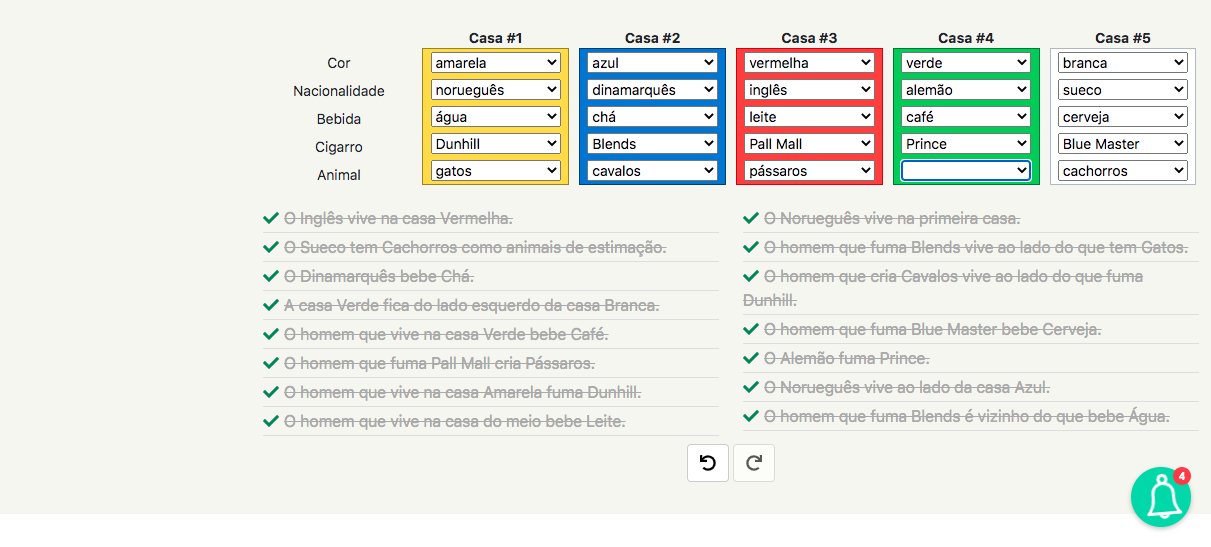 Casa #1 Casa #2 Casa #3 Casa #4 Casa #5
Cor amarela azul vermelha verde branca
Nacionalidade norueguês dinamarquês inglês alemão sueco
Bebida água chá leite café cerveja
Cigarro Dunhill Blends Pall Mall Prince Blue Master
Animal gatos cavalos pássaros cachorros
O Inglês vive na casa Vermelha.
O Sueco tem Cachorros como animais de estimação.
O Dinamarquês bebe Chá.
A casa Verde fica do lado esquerdo da casa Branca.
O homem que vive na casa Verde bebe Café.
O homem que fuma Pall Mall cria Pássaros.
O homem que vive na casa Amarela fuma Dunhill.
O homem que vive na casa do meio bebe Leite.
O Norueguês vive na primeira casa.
O homem que fuma Blends vive ao lado do que tem Gatos.
O homem que cria Cavalos vive ao lado do que fuma
Dunhill.
O homem que fuma Blue Master bebe Cerveja.
O Alemão fuma Prince.
O Norueguês vive ao lado da casa Azul.
O homem que fuma Blends é vizinho do que bebe Água.
4